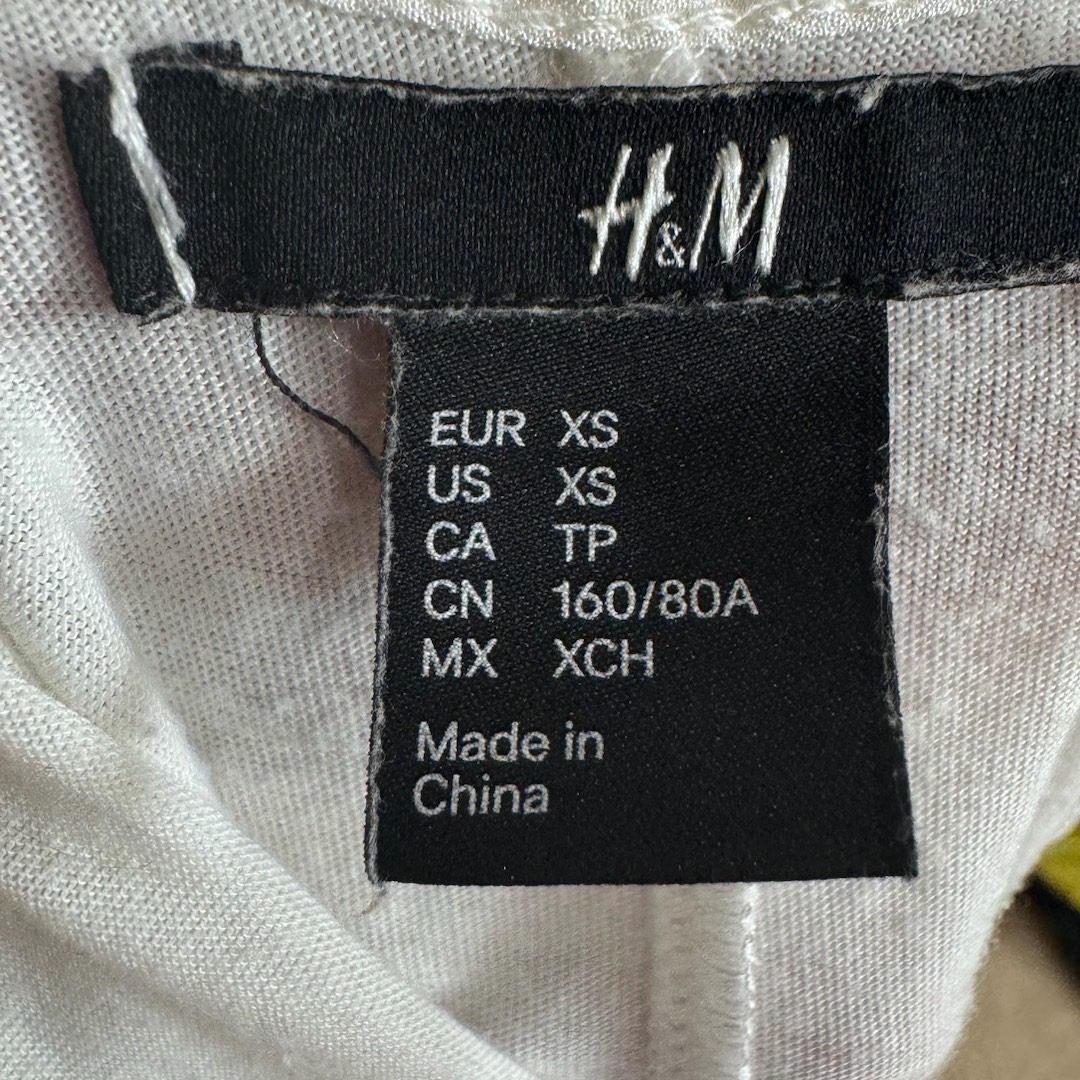 H&M
EUR XS
US XS
CA TP
CN 160/80A
MX XCH
Made in
China